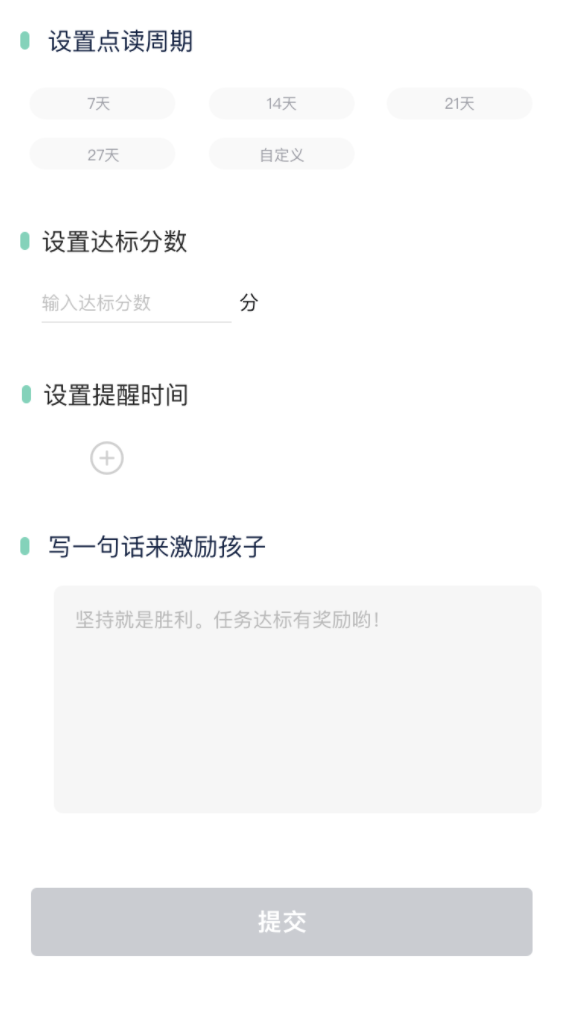 设置点读周期
7天 14天 21天
27天 自定义
设置达标分数
输入达标分数 分
设置提醒时间
写一句话来激励孩子
坚持就是胜利。任务达标有奖励哟！
提交